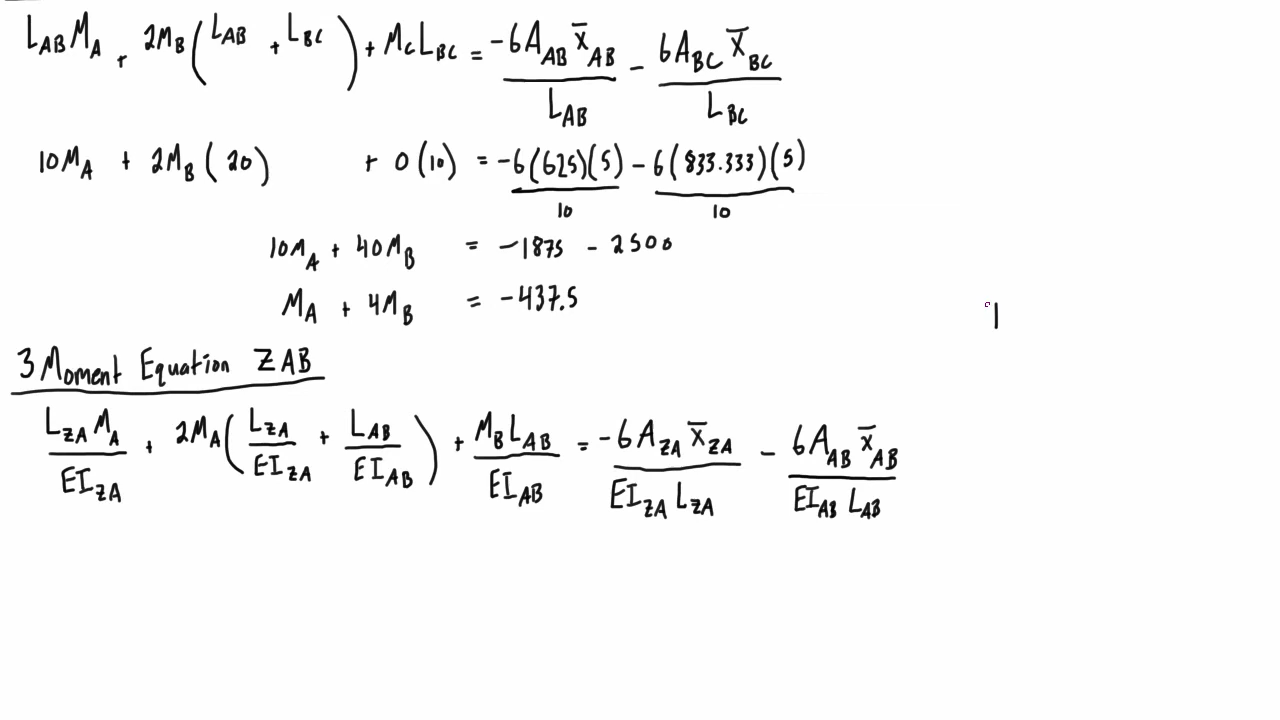 L_AB M_A + 2M_B (L_AB + L_BC) + M_C L_BC = -6A_AB x̄_AB / L_AB - 6A_BC x̄_BC / L_BC
10M_A + 2M_B (20) + 0(10) = -6(625)(5) / 10 - 6(833.333)(5) / 10
10M_A + 40M_B = -1875 - 2500
M_A + 4M_B = -437.5
3 Moment Equation ZAB
L_ZA M_A / EI_ZA + 2M_A (L_ZA / EI_ZA + L_AB / EI_AB) + M_B L_AB / EI_AB = -6A_ZA x̄_ZA / EI_ZA L_ZA - 6A_AB x̄_AB / EI_AB L_AB